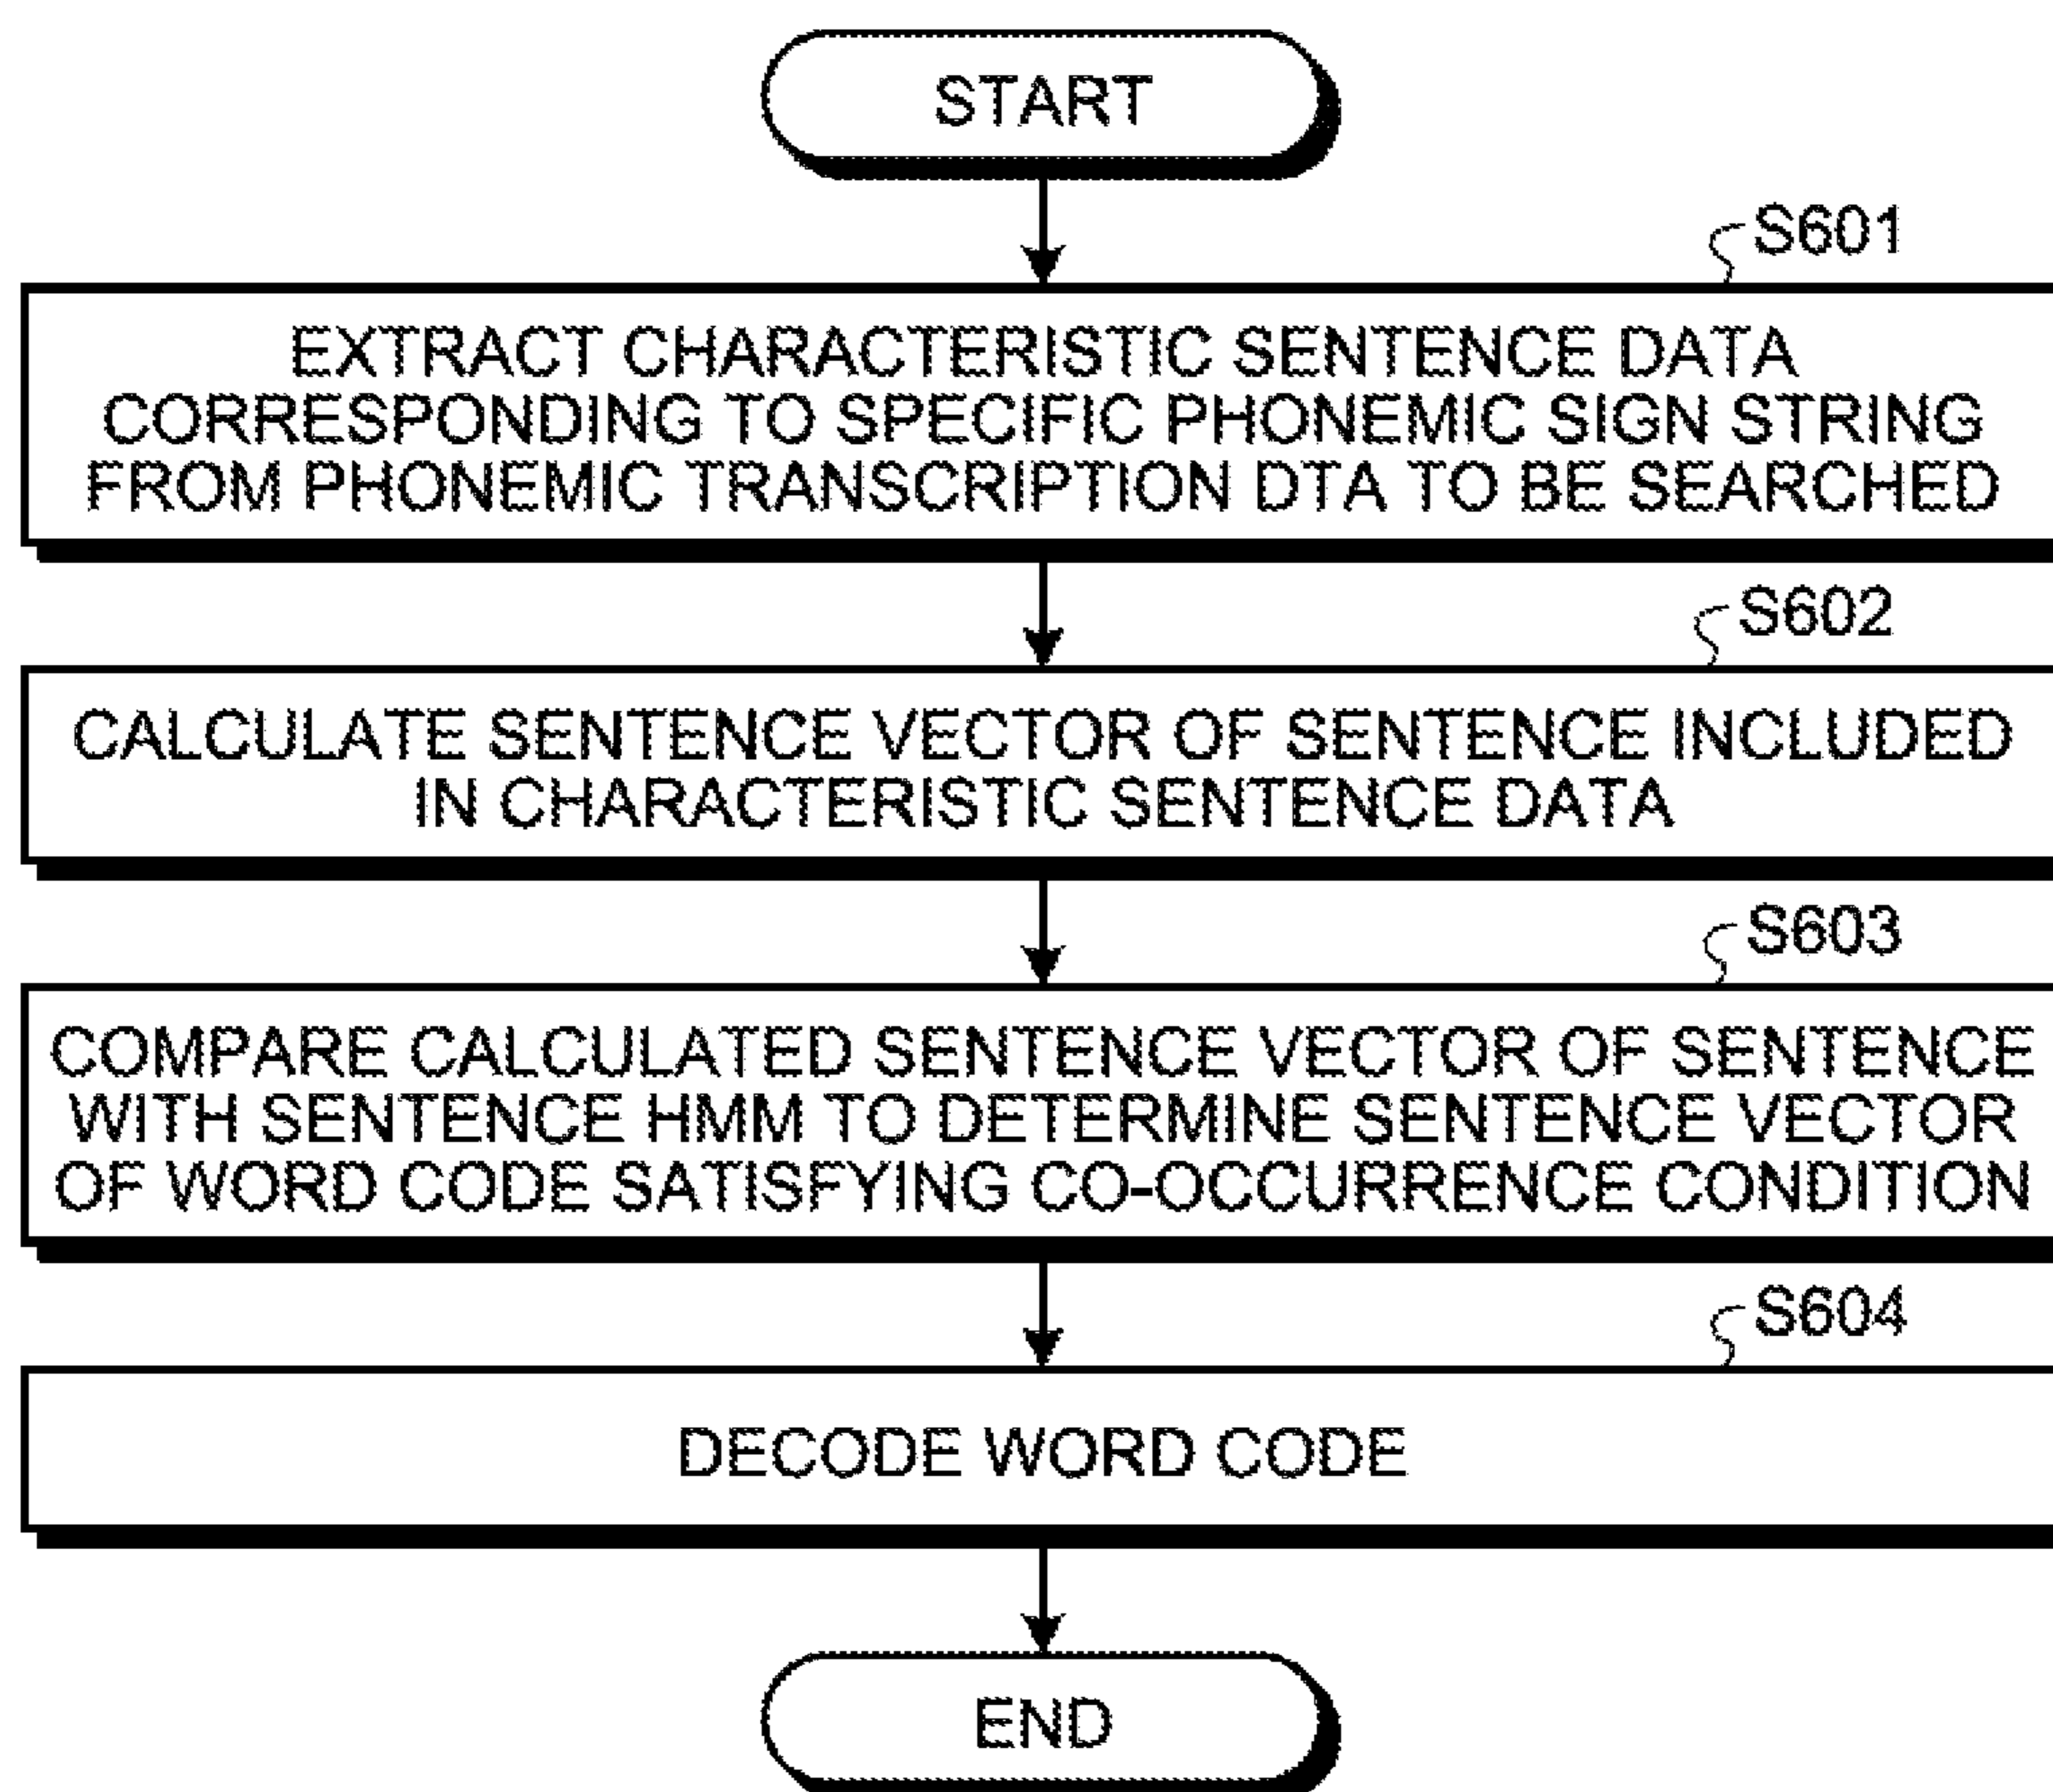 START
S601
EXTRACT CHARACTERISTIC SENTENCE DATA
CORRESPONDING TO SPECIFIC PHONEMIC SIGN STRING
FROM PHONEMIC TRANSCRIPTION DTA TO BE SEARCHED
S602
CALCULATE SENTENCE VECTOR OF SENTENCE INCLUDED
IN CHARACTERISTIC SENTENCE DATA
S603
COMPARE CALCULATED SENTENCE VECTOR OF SENTENCE
WITH SENTENCE HMM TO DETERMINE SENTENCE VECTOR
OF WORD CODE SATISFYING CO-OCCURRENCE CONDITION
S604
DECODE WORD CODE
END